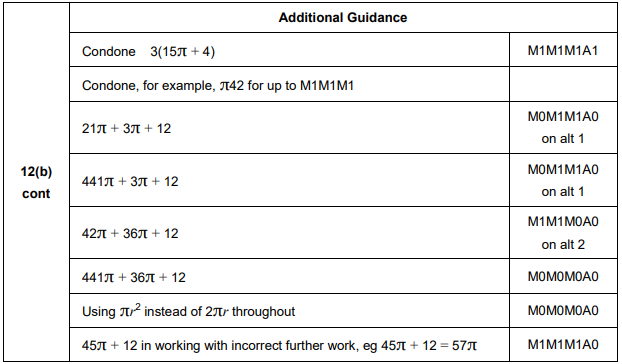 Additional Guidance
Condone 3(15π + 4)
M1M1M1A1
Condone, for example, π42 for up to M1M1M1
21π + 3π + 12
M0M1M1A0
on alt 1
12(b)
cont
441π + 3π + 12
M0M1M1A0
on alt 1
42π + 36π + 12
M1M1M0A0
on alt 2
441π + 36π + 12
M0M0M0A0
Using πr² instead of 2πr throughout
M0M0M0A0
45π + 12 in working with incorrect further work, eg 45π + 12 = 57π
M1M1M1A0